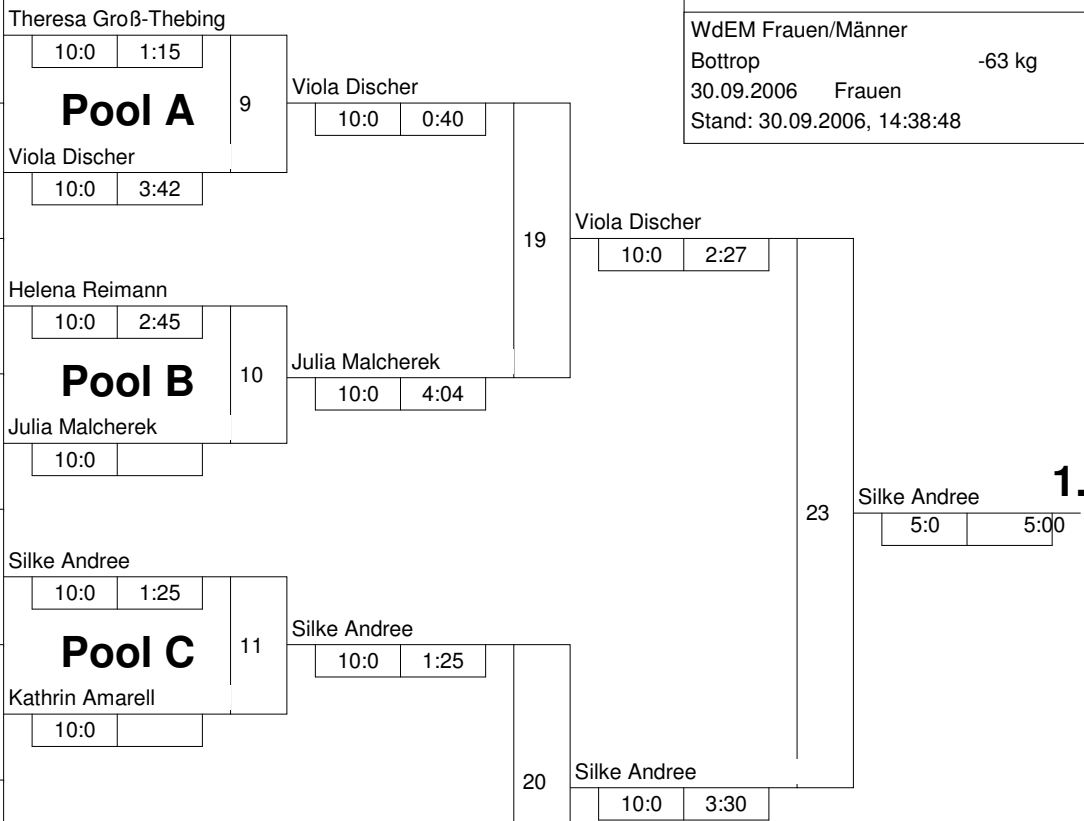 Theresa Groß-Thebing
10:0 1:15
Pool A
9
Viola Discher
10:0 3:42
Viola Discher
10:0 0:40
WdEM Frauen/Männer
Bottrop -63 kg
30.09.2006 Frauen
Stand: 30.09.2006, 14:38:48
19
Viola Discher
10:0 2:27
Helena Reimann
10:0 2:45
Pool B
10
Julia Malcherek
10:0
Julia Malcherek
10:0 4:04
23
Silke Andree
1.
5:0 5:00
Silke Andree
10:0 1:25
Pool C
11
Kathrin Amarell
10:0
Silke Andree
10:0 1:25
20
Silke Andree
10:0 3:30